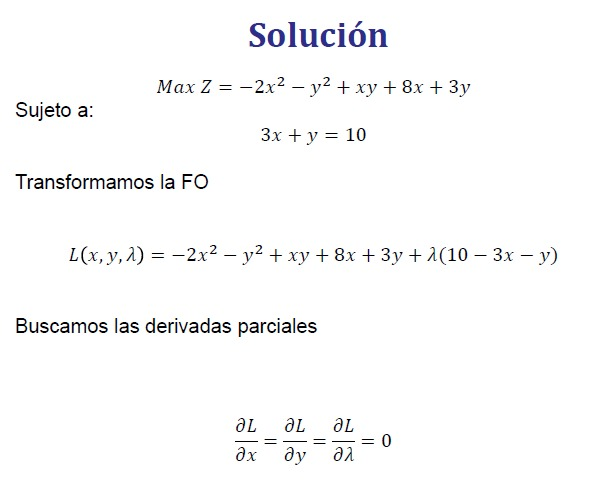 Solución
Max Z = −2x² − y² + xy + 8x + 3y
Sujeto a:
3x + y = 10
Transformamos la FO
L(x, y, λ) = −2x² − y² + xy + 8x + 3y + λ(10 − 3x − y)
Buscamos las derivadas parciales
∂L/∂x = ∂L/∂y = ∂L/∂λ = 0